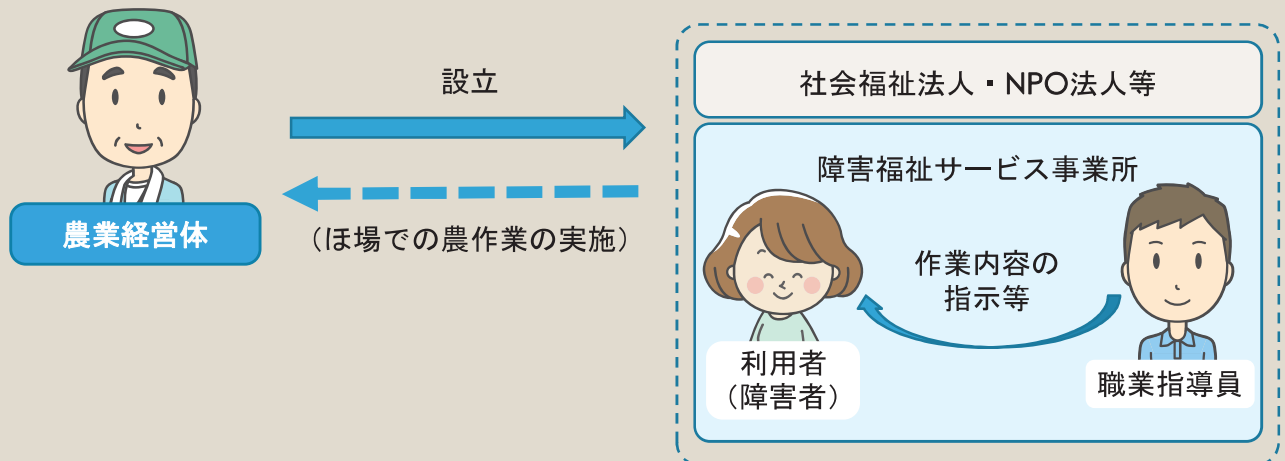 設立
社会福祉法人・NPO法人等
障害福祉サービス事業所
農業経営体
（ほ場での農作業の実施）
作業内容の
指示等
利用者
（障害者）
職業指導員